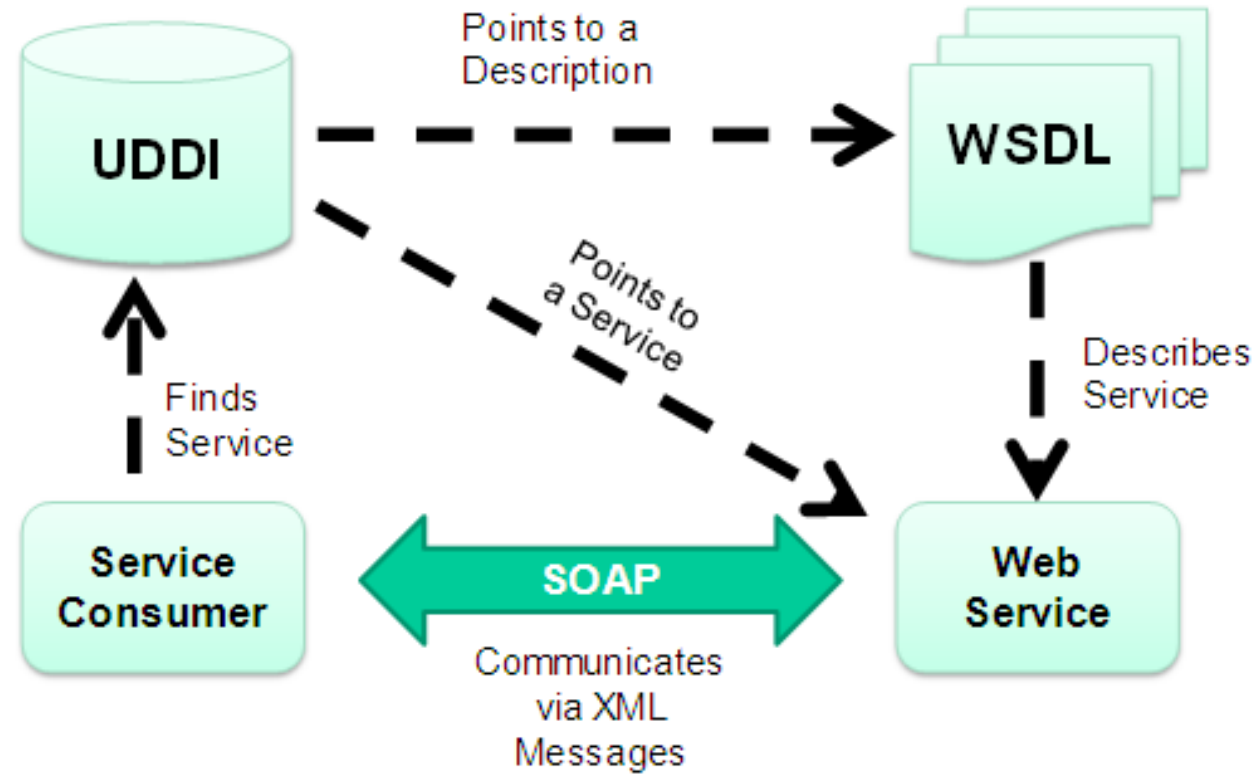 Points to a
Description
UDDI
WSDL
Points to
a Service
Finds
Service
Describes
Service
Service
Consumer
SOAP
Web
Service
Communicates
via XML
Messages